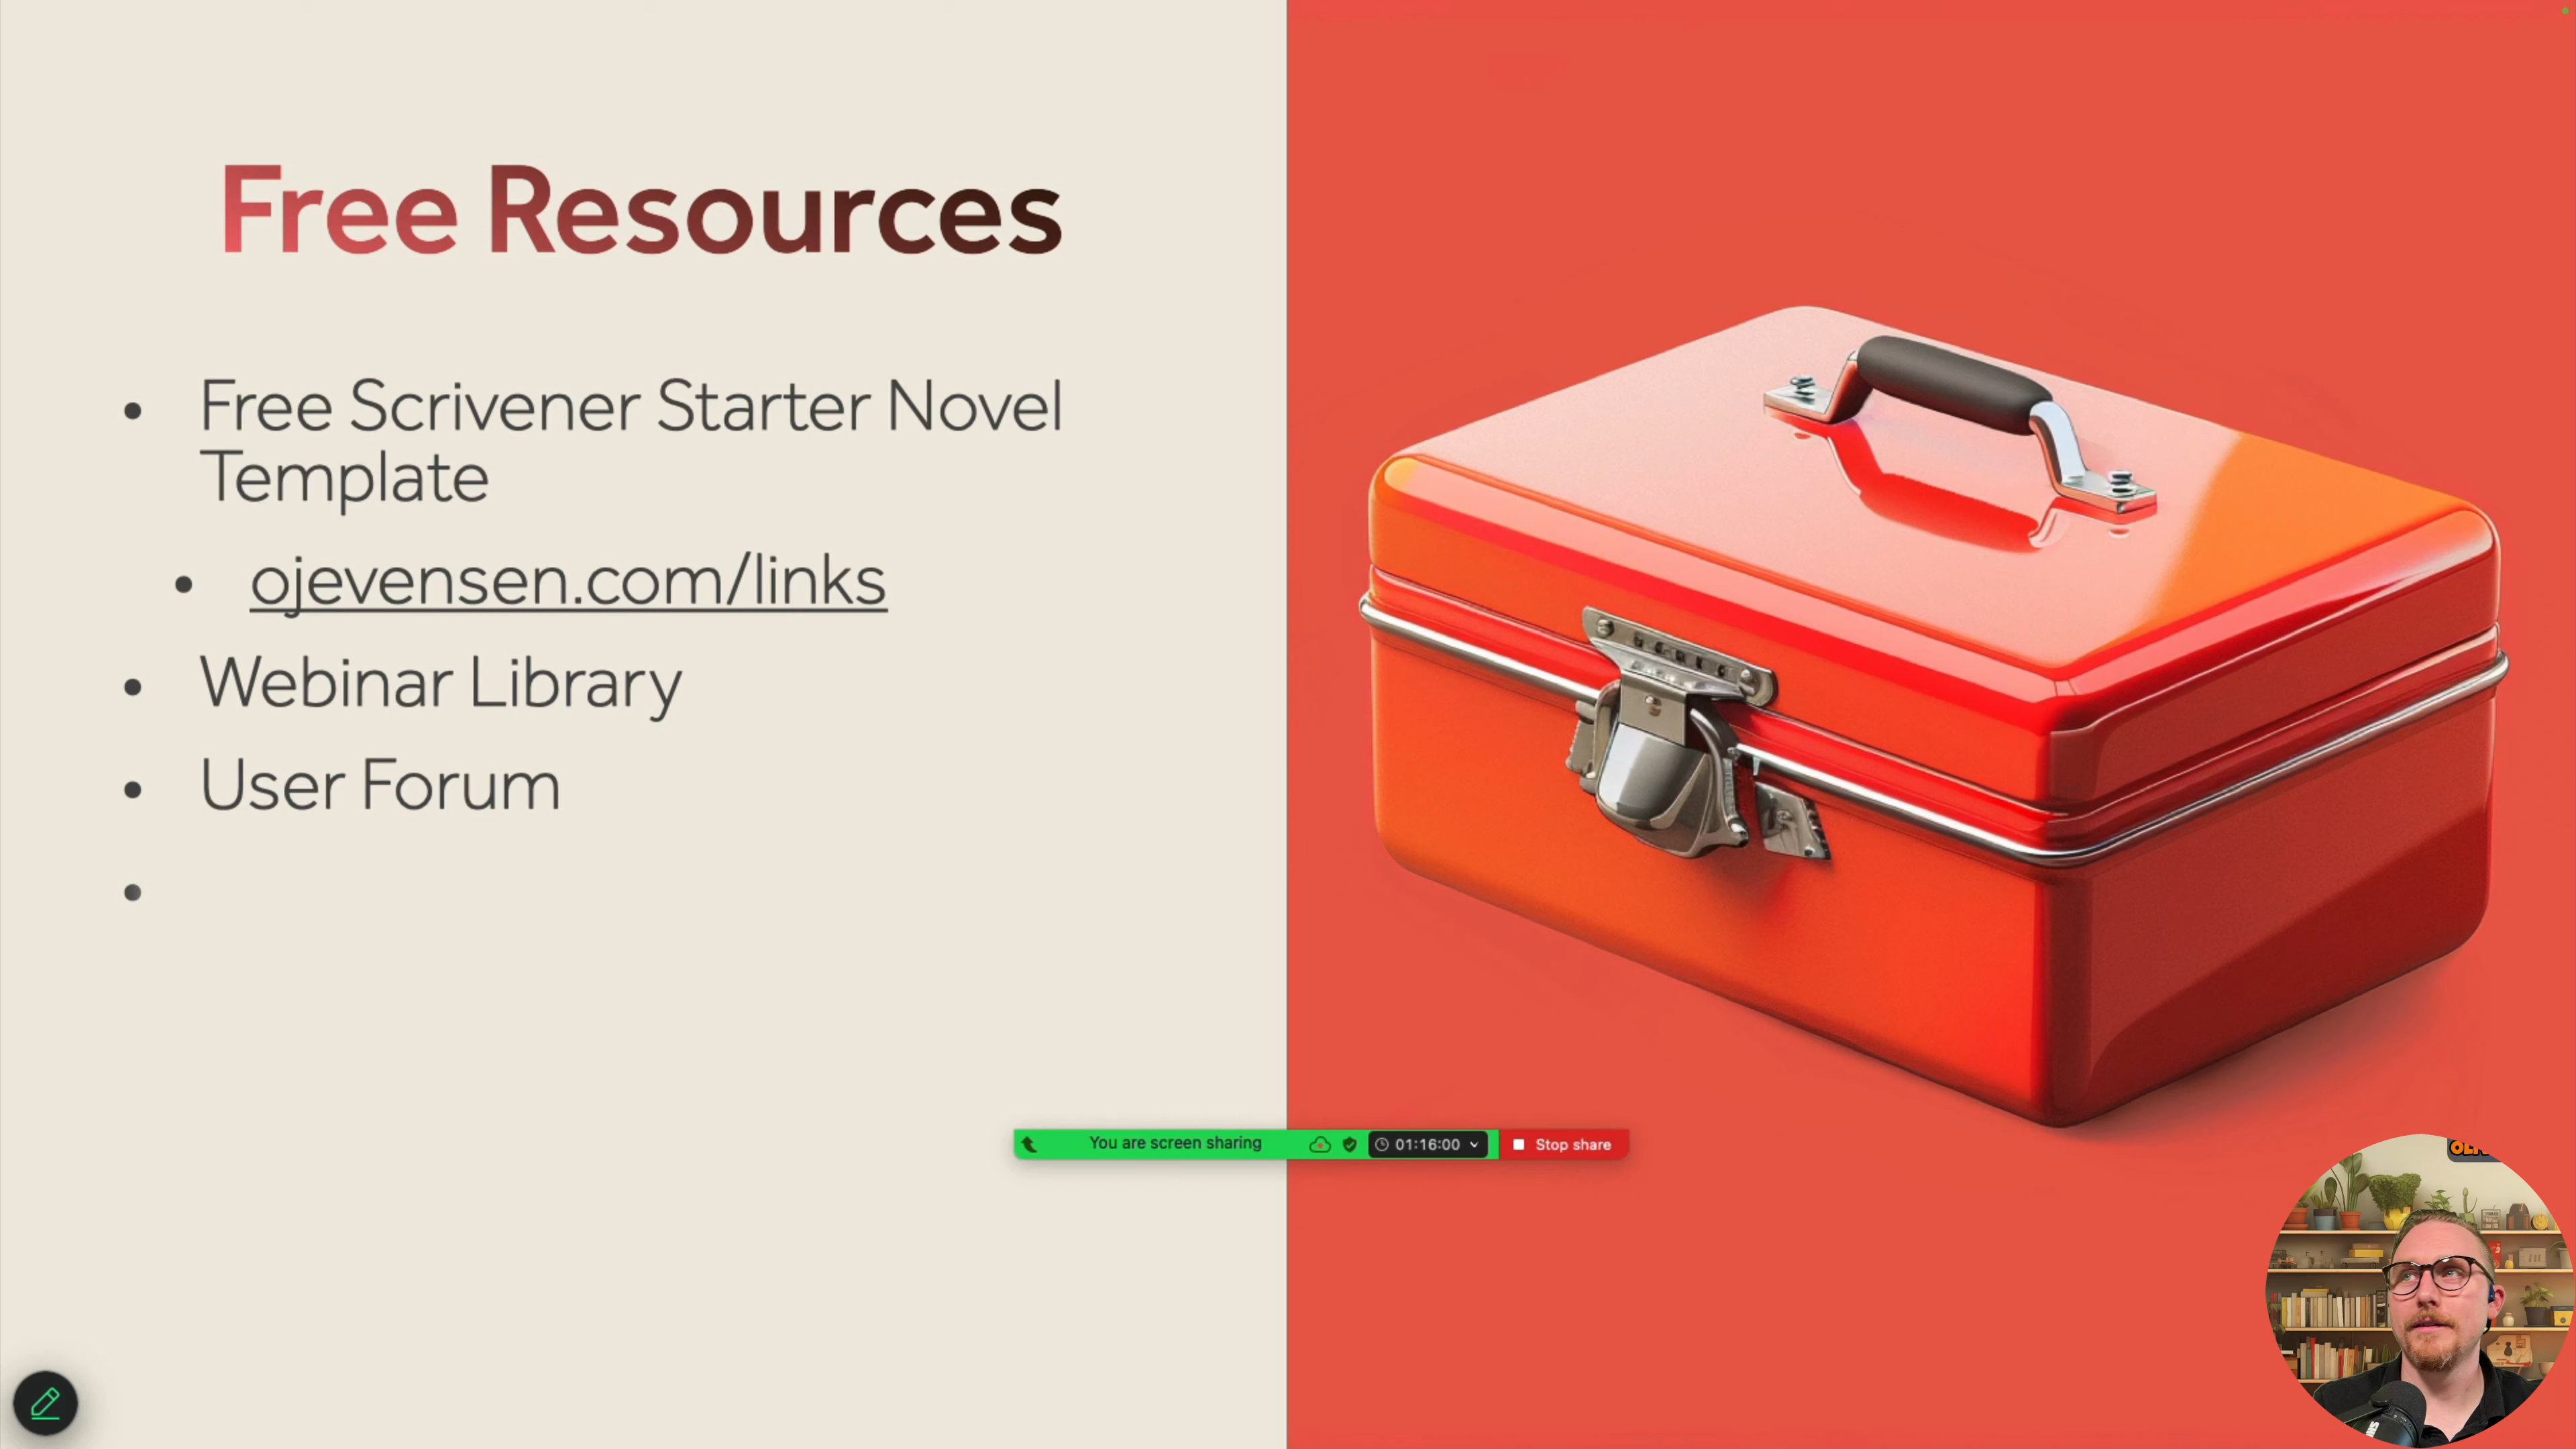 Free Resources
• Free Scrivener Starter Novel
Template
• ojevensen.com/links
• Webinar Library
• User Forum
•
You are screen sharing
01:16:00
Stop share